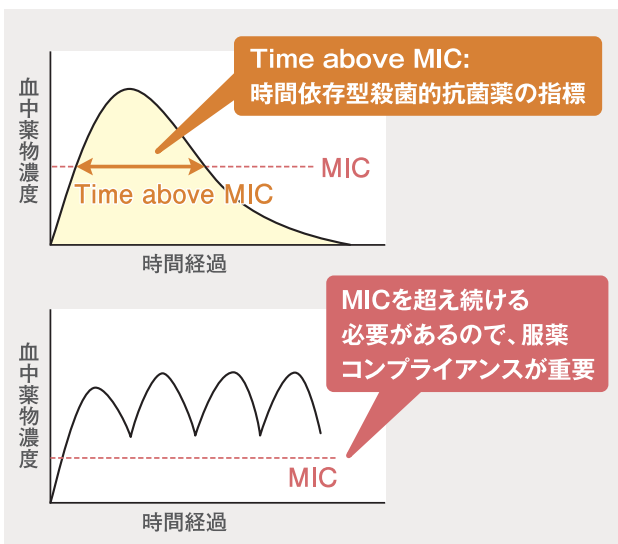 Time above MIC:
時間依存型殺菌的抗菌薬の指標
血中薬物濃度
MIC
Time above MIC
時間経過
MICを超え続ける
必要があるので、服薬
コンプライアンスが重要
血中薬物濃度
MIC
時間経過